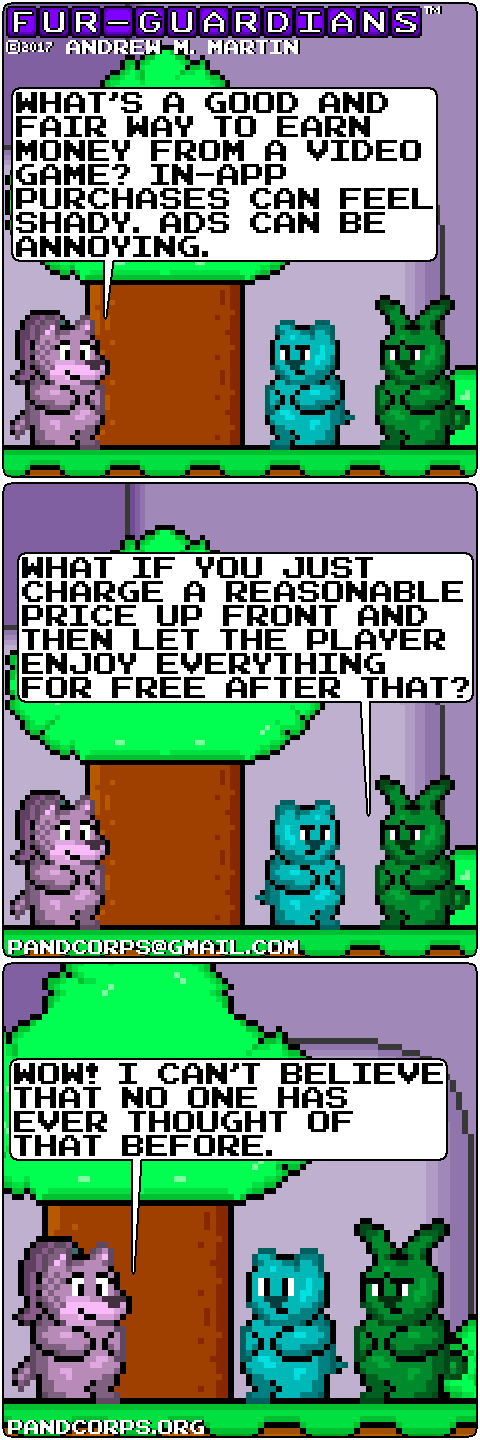 FUR-GUARDIANS™
©2017 ANDREW M. MARTIN
WHAT'S A GOOD AND
FAIR WAY TO EARN
MONEY FROM A VIDEO
GAME? IN-APP
PURCHASES CAN FEEL
SHADY. ADS CAN BE
ANNOYING.
WHAT IF YOU JUST
CHARGE A REASONABLE
PRICE UP FRONT AND
THEN LET THE PLAYER
ENJOY EVERYTHING
FOR FREE AFTER THAT?
PANDCORPS@GMAIL.COM
WOW! I CAN'T BELIEVE
THAT NO ONE HAS
EVER THOUGHT OF
THAT BEFORE.
PANDCORPS.ORG